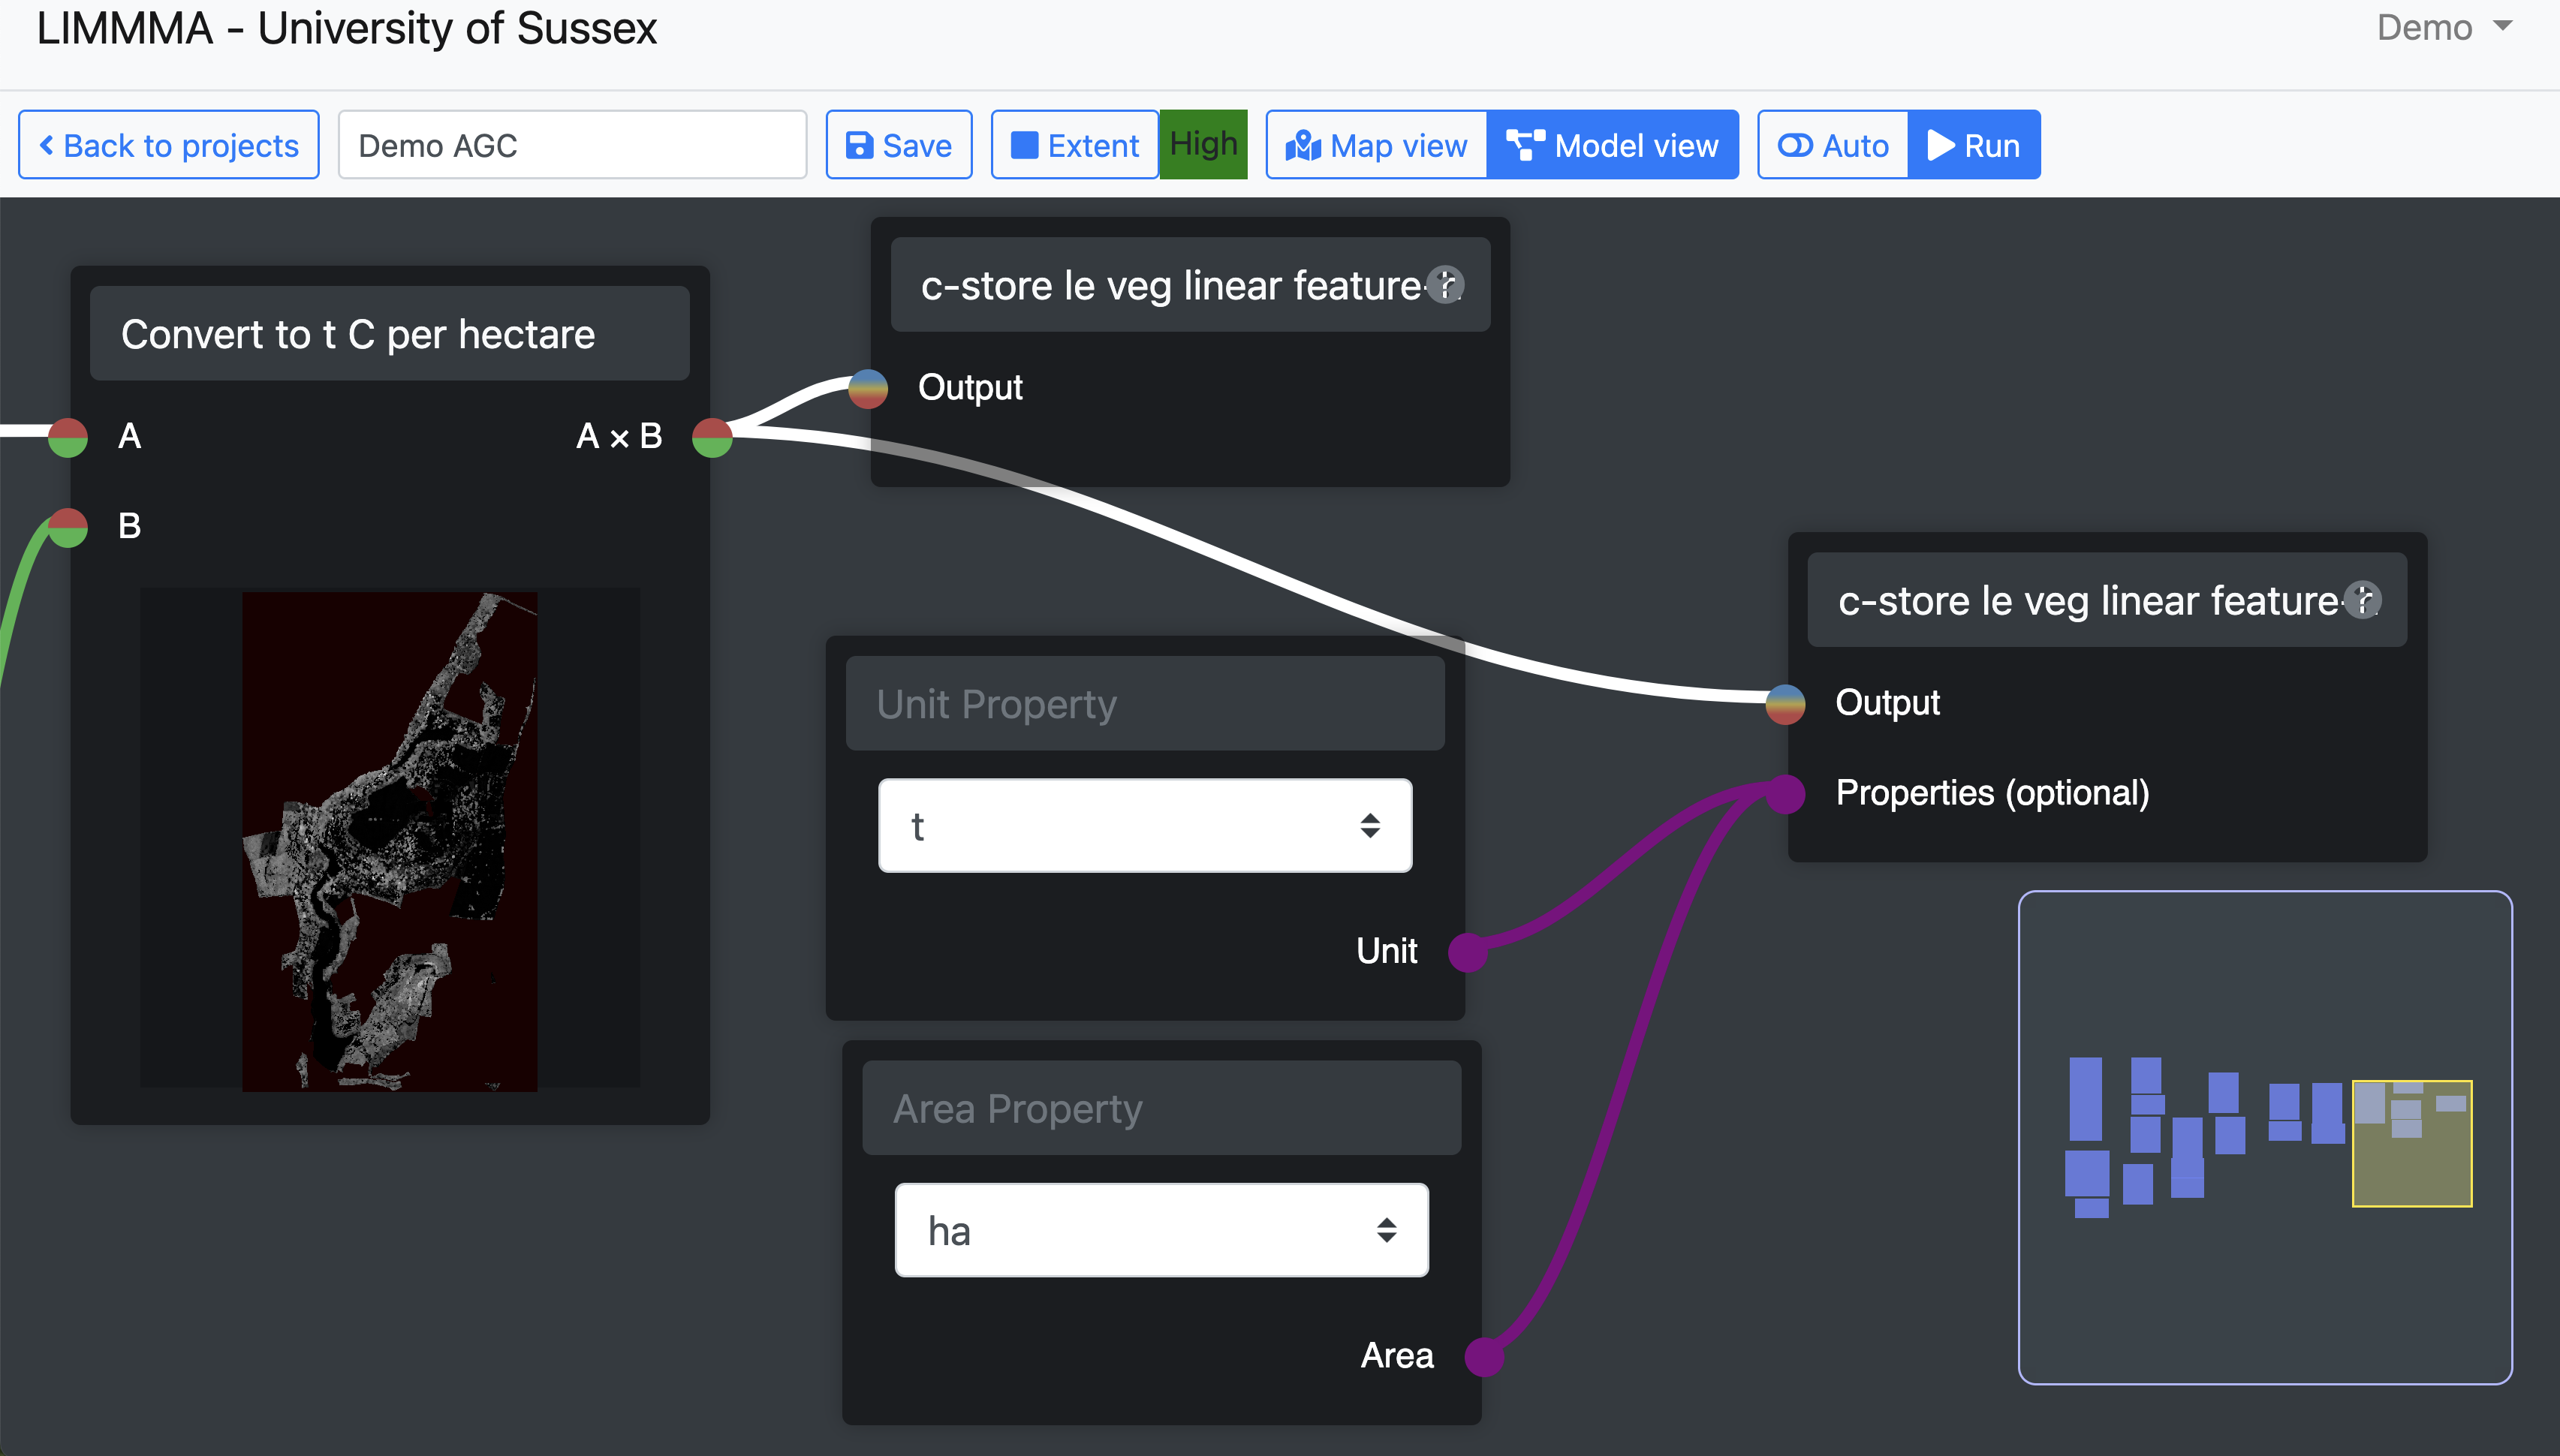 LIMMMA - University of Sussex
Demo
Back to projects
Demo AGC
Save
Extent
High
Map view
Model view
Auto
Run
Convert to t C per hectare
A
A × B
B
c-store le veg linear feature-
Output
Unit Property
t
Unit
Area Property
ha
Area
c-store le veg linear feature-
Output
Properties (optional)